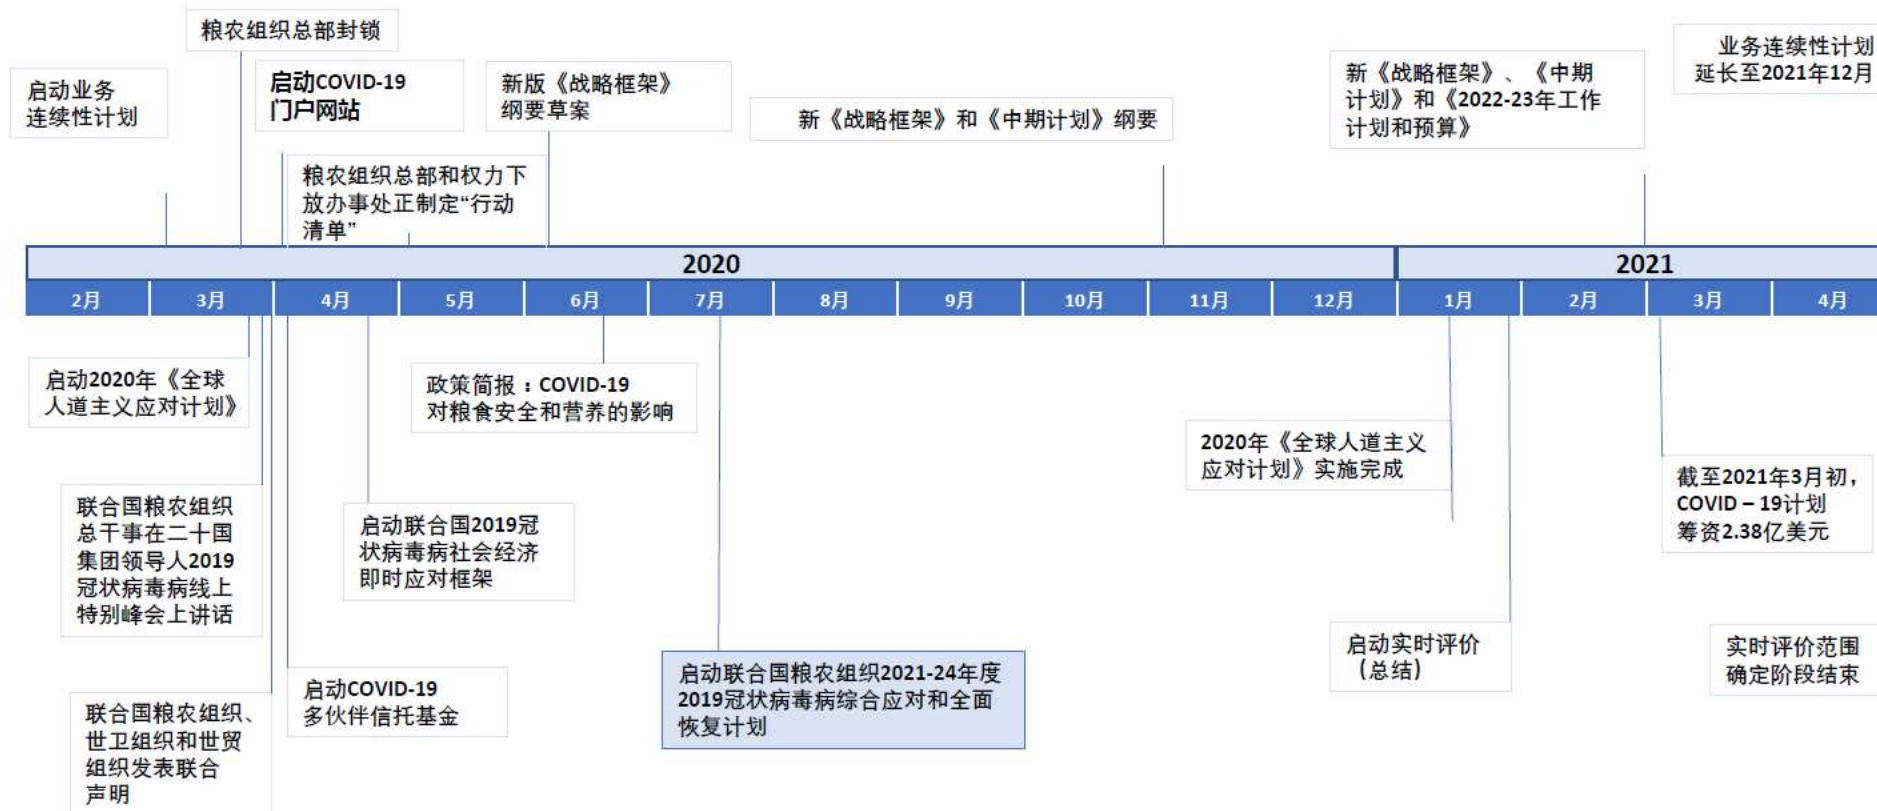 粮农组织总部封锁
启动业务
连续性计划
启动COVID-19
门户网站
新版《战略框架》
纲要草案
新《战略框架》和《中期计划》纲要
新《战略框架》、《中期
计划》和《2022-23年工作
计划和预算》
业务连续性计划
延长至2021年12月
粮农组织总部和权力下
放办事处正制定“行动
清单”
2020
2021
2月
3月
4月
5月
6月
7月
8月
9月
10月
11月
12月
1月
2月
3月
4月
启动2020年《全球
人道主义应对计划》
政策简报：COVID-19
对粮食安全和营养的影响
2020年《全球人道主义
应对计划》实施完成
截至2021年3月初，
COVID – 19计划
筹资2.38亿美元
联合国粮农组织
总干事在二十国
集团领导人2019
冠状病毒病线上
特别峰会上讲话
启动联合国2019冠
状病毒病社会经济
即时应对框架
启动实时评价
（总结）
实时评价范围
确定阶段结束
启动COVID-19
多伙伴信托基金
启动联合国粮农组织2021-24年度
2019冠状病毒病综合应对和全面
恢复计划
联合国粮农组织、
世卫组织和世贸
组织发表联合
声明